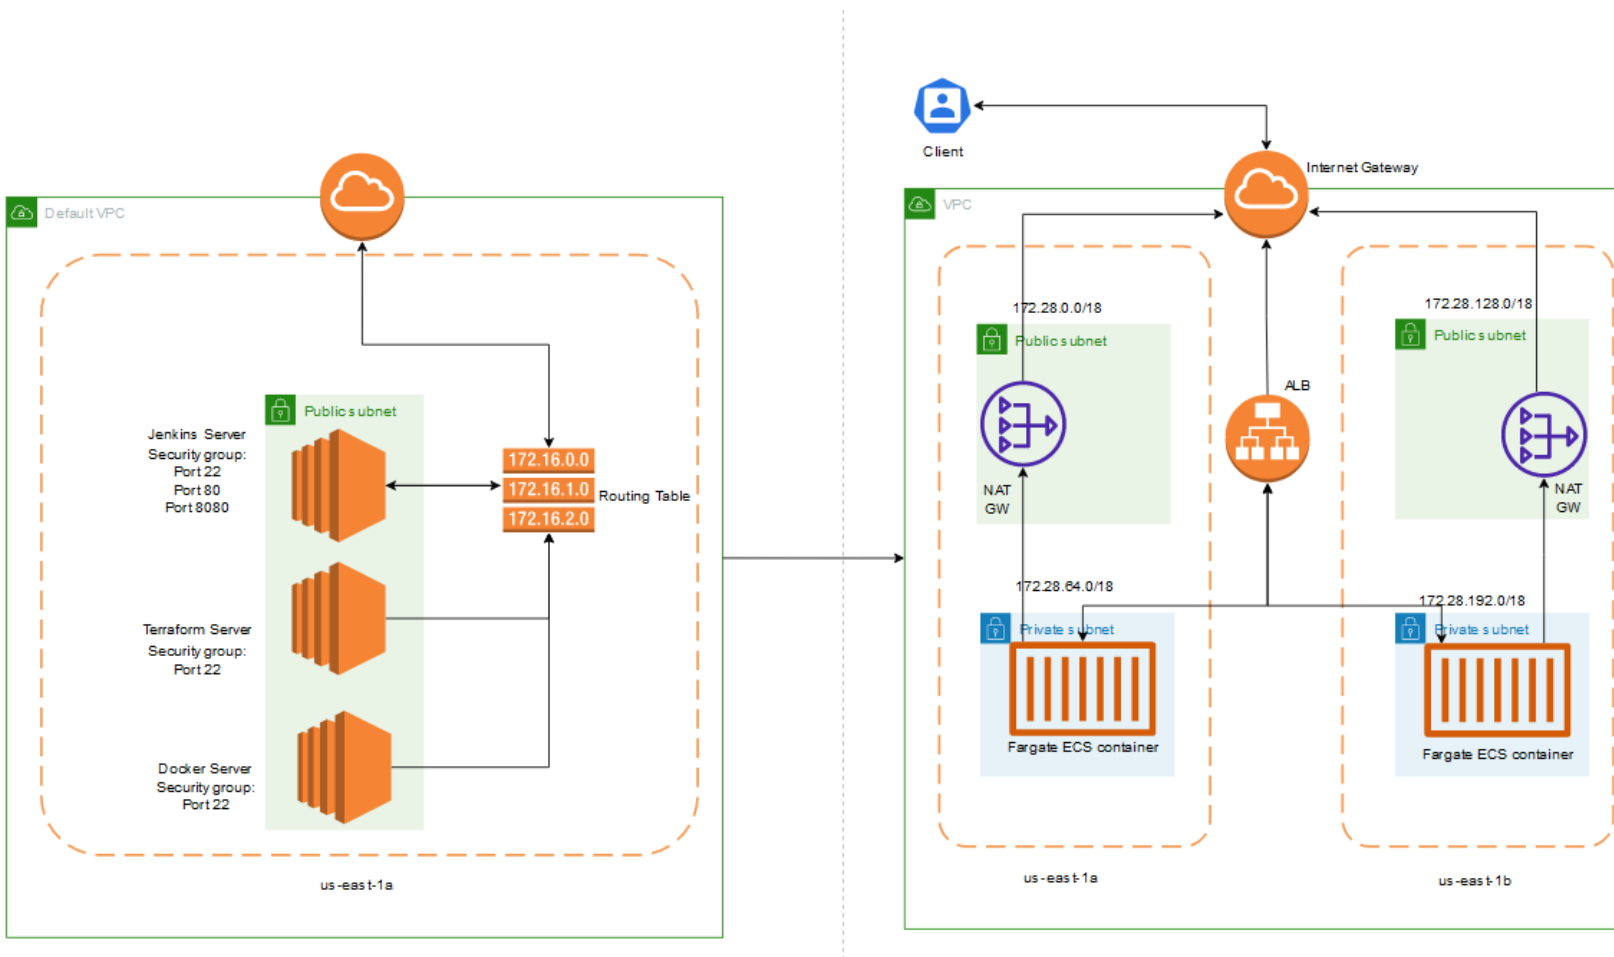 Default VPC
Public subnet
Jenkins Server
Security group:
Port 22
Port 80
Port 8080
172.16.0.0
172.16.1.0
172.16.2.0
Routing Table
Terraform Server
Security group:
Port 22
Docker Server
Security group:
Port 22
us-east-1a
Client
Internet Gateway
VPC
172.28.0.0/18
Public subnet
NAT
GW
ALB
172.28.128.0/18
Public subnet
NAT
GW
172.28.64.0/18
Private subnet
Fargate ECS container
172.28.192.0/18
Private subnet
Fargate ECS container
us-east-1a
us-east-1b